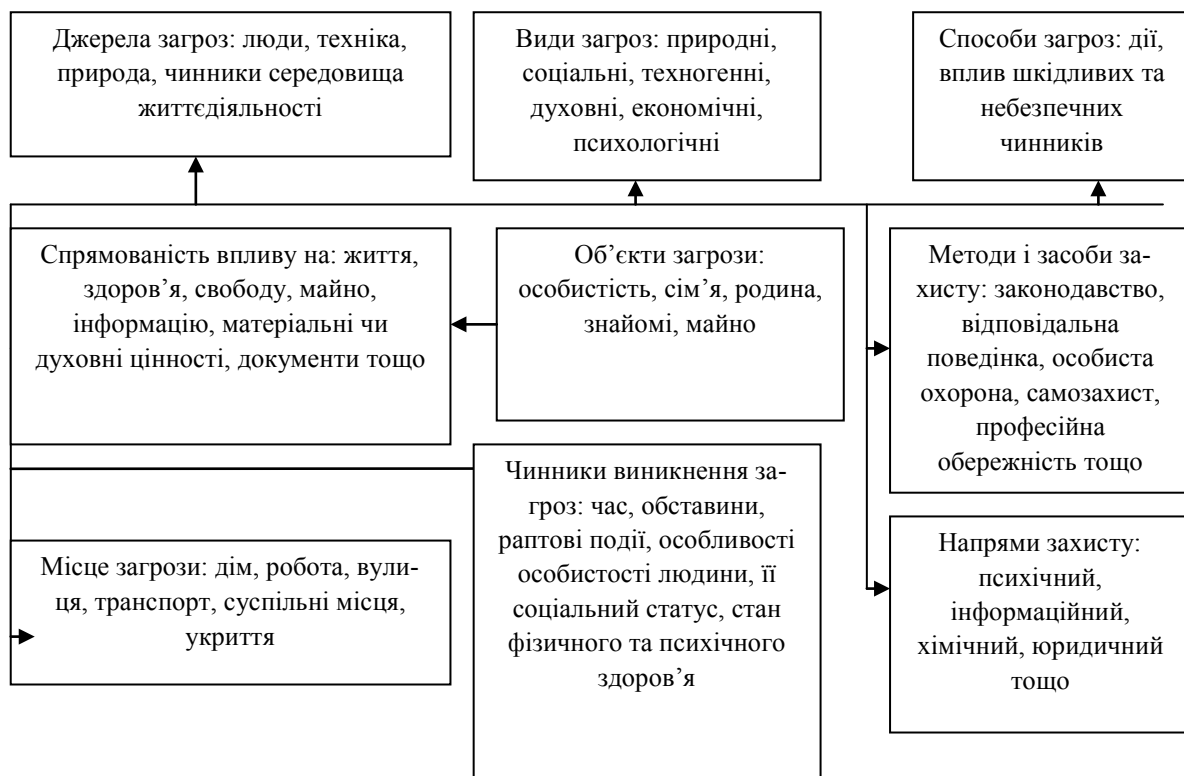 Джерела загроз: люди, техніка,
природа, чинники середовища
життєдіяльності
Види загроз: природні,
соціальні, техногенні,
духовні, економічні,
психологічні
Способи загроз: дії,
вплив шкідливих та
небезпечних
чинників
Спрямованість впливу на: життя,
здоров’я, свободу, майно,
інформацію, матеріальні чи
духовні цінності, документи тощо
Об’єкти загрози:
особистість, сім’я, родина,
знайомі, майно
Методи і засоби за-
хисту: законодавство,
відповідальна
поведінка, особиста
охорона, самозахист,
професійна
обережність тощо
Чинники виникнення за-
гроз: час, обставини,
раптові події, особливості
особистості людини, її
соціальний статус, стан
фізичного та психічного
здоров’я
Місце загрози: дім, робота, вули-
ця, транспорт, суспільні місця,
укриття
Напрями захисту:
психічний,
інформаційний,
хімічний, юридичний
тощо